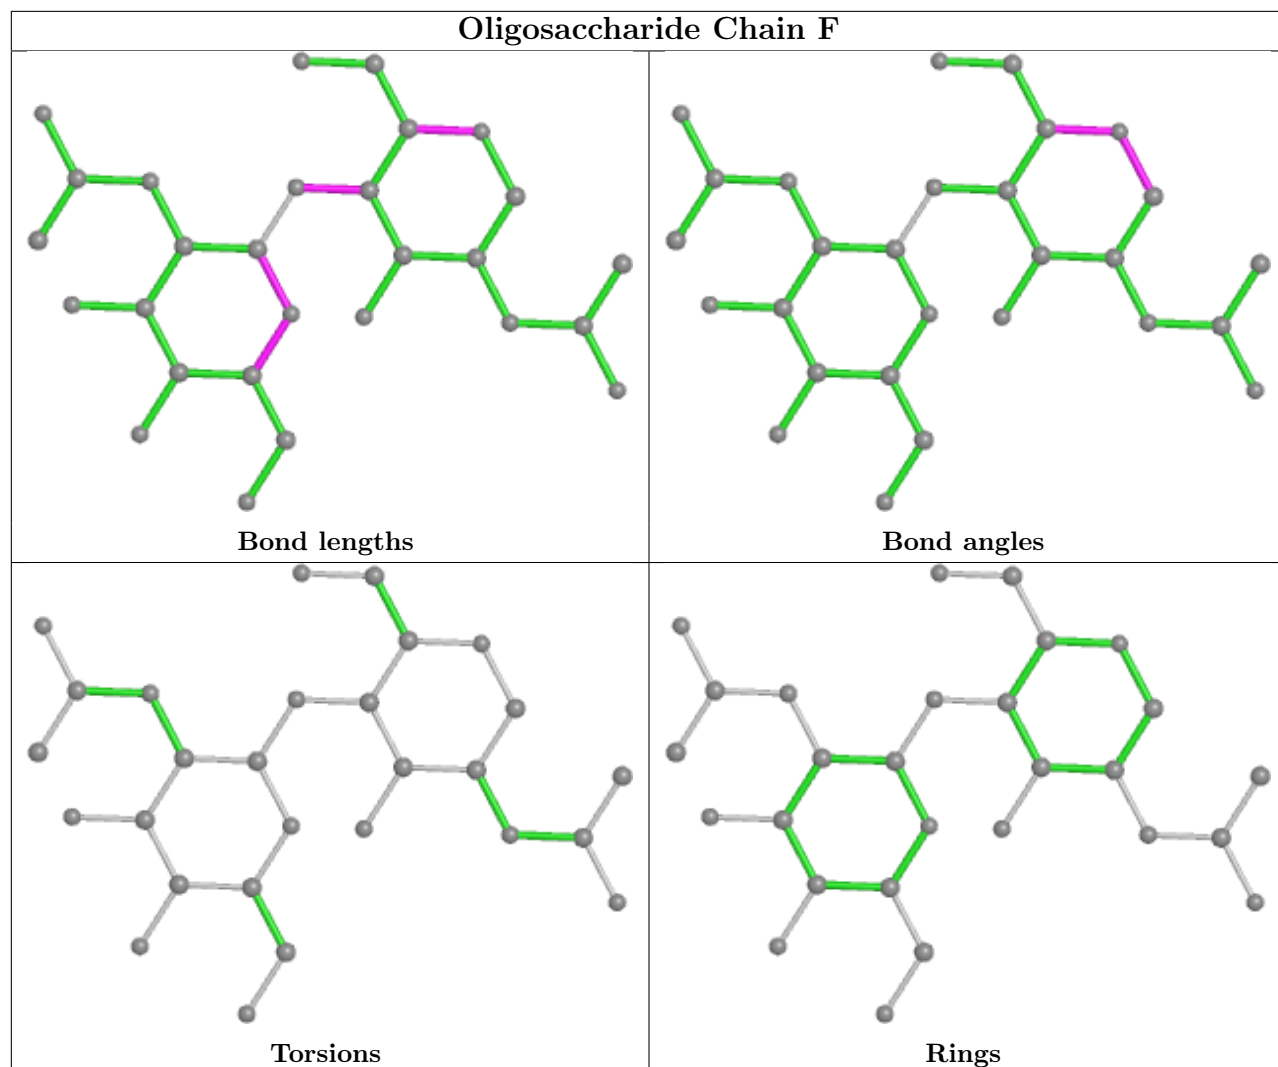 Oligosaccharide Chain F
Bond lengths
Bond angles
Torsions
Rings